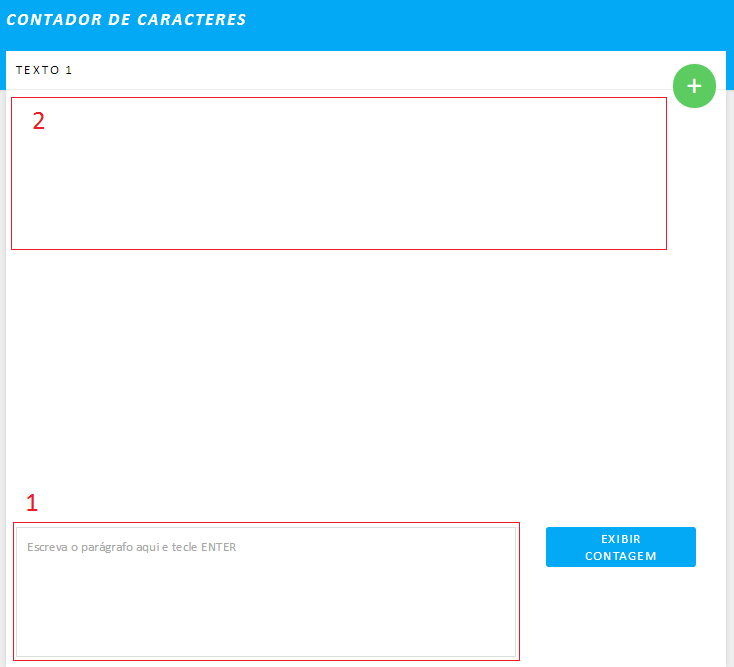 CONTADOR DE CARACTERES
TEXTO 1
+
2
1
Escreva o parágrafo aqui e tecle ENTER
EXIBIR
CONTAGEM